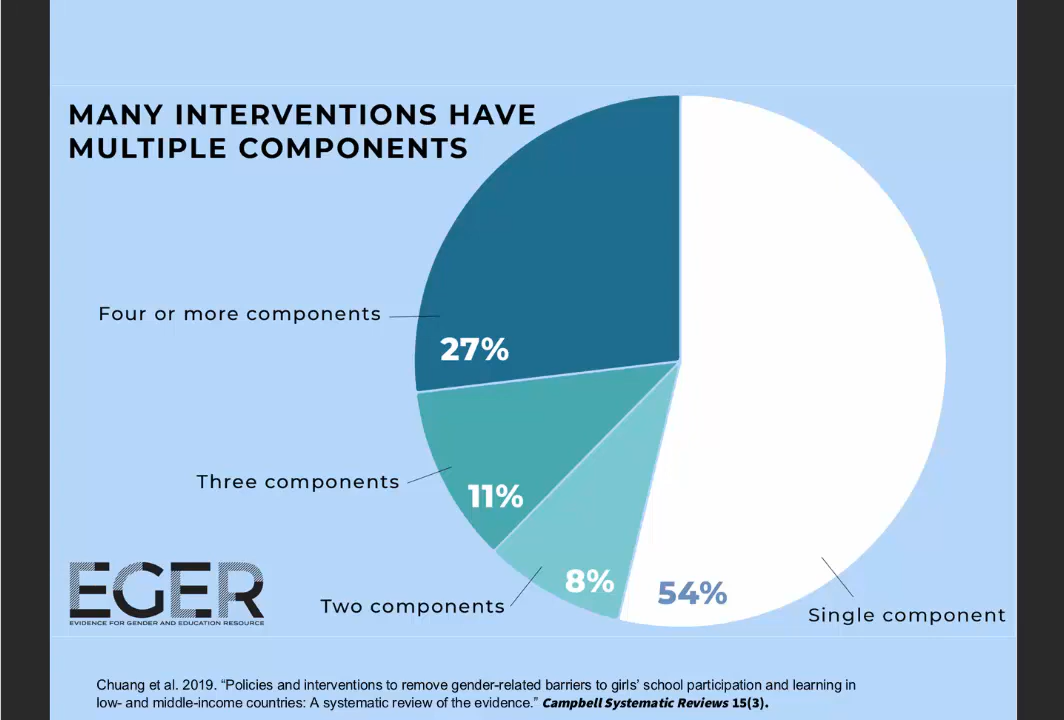 MANY INTERVENTIONS HAVE
MULTIPLE COMPONENTS
Four or more components
27%
Three components
11%
Two components
8%
54%
Single component
EGER
EVIDENCE FOR GENDER AND EDUCATION RESOURCE
Chuang et al. 2019. “Policies and interventions to remove gender-related barriers to girls’ school participation and learning in
low- and middle-income countries: A systematic review of the evidence.” Campbell Systematic Reviews 15(3).